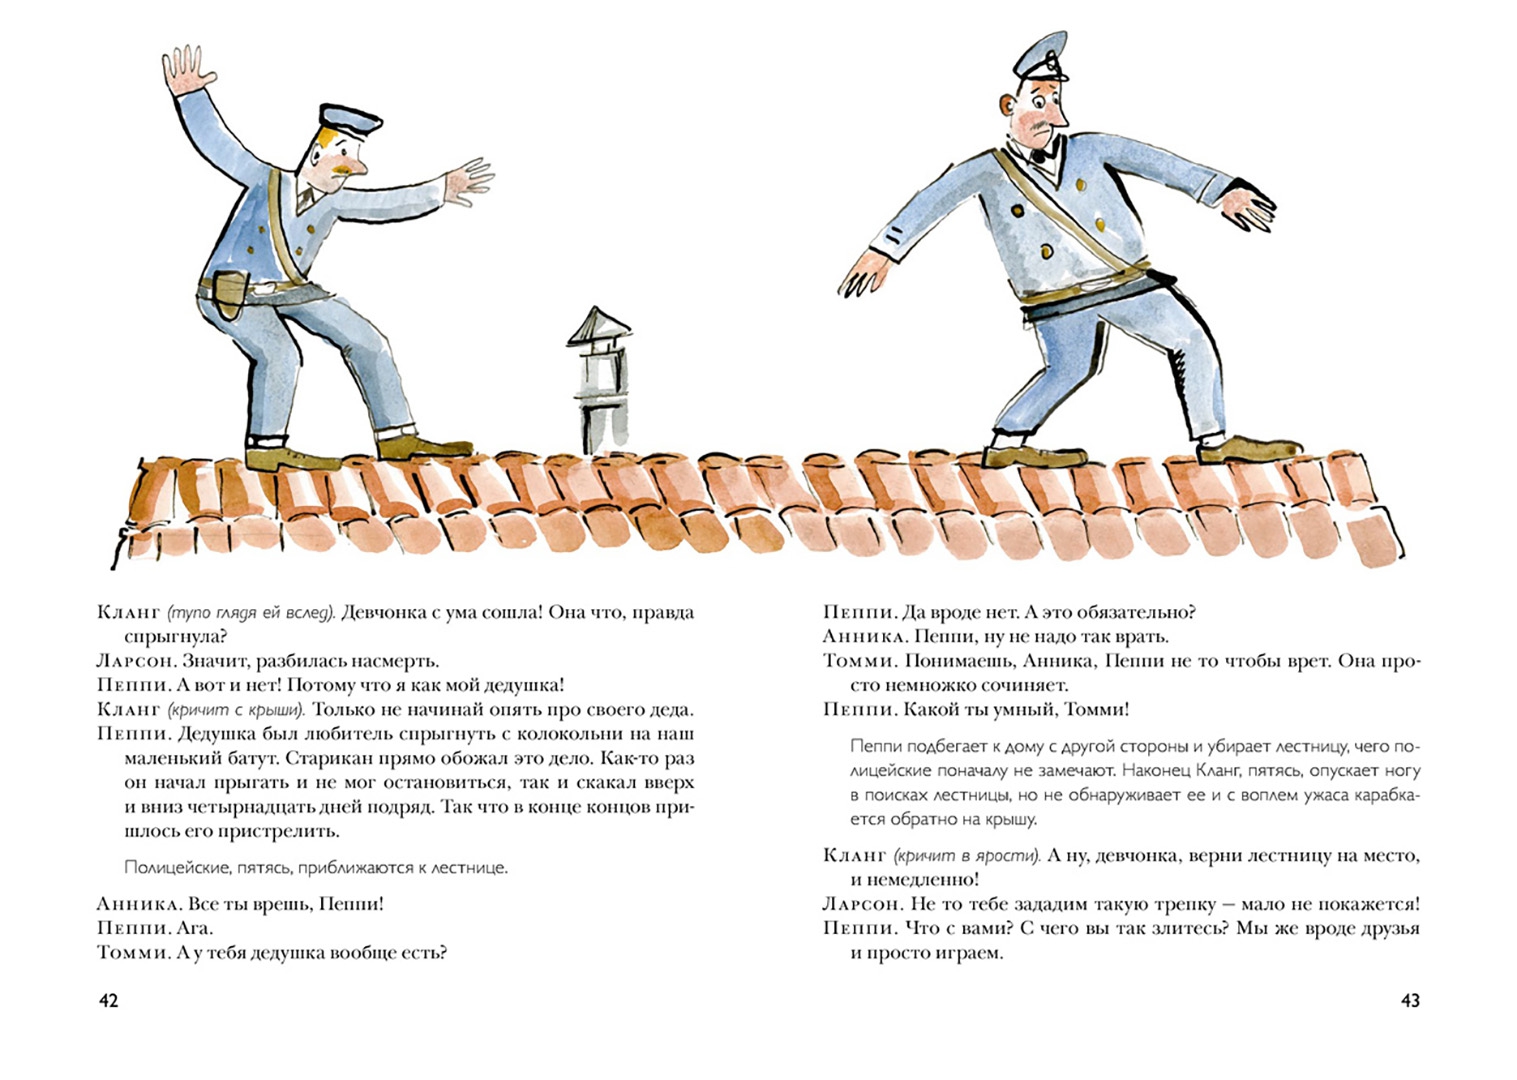 Кланг (тупо глядя ей вслед). Девчонка с ума сошла! Она что, правда
спрыгнула?
Ларсон. Значит, разбилась насмерть.
Пеппи. А вот и нет! Потому что я как мой дедушка!
Кланг (кричит с крыши). Только не начинай опять про своего деда.
Пеппи. Дедушка был любитель спрыгнуть с колокольни на наш
маленький батут. Старикан прямо обожал это дело. Как-то раз
он начал прыгать и не мог остановиться, так и скакал вверх
и вниз четырнадцать дней подряд. Так что в конце концов при-
шлось его пристрелить.
Полицейские, пятясь, приближаются к лестнице.
Анника. Все ты врешь, Пеппи!
Пеппи. Ага.
Томми. А у тебя дедушка вообще есть?
42
Пеппи. Да вроде нет. А это обязательно?
Анника. Пеппи, ну не надо так врать.
Томми. Понимаешь, Анника, Пеппи не то чтобы врет. Она про-
сто немножко сочиняет.
Пеппи. Какой ты умный, Томми!
Пеппи подбегает к дому с другой стороны и убирает лестницу, чего по-
лицейские поначалу не замечают. Наконец Кланг, пятясь, опускает ногу
в поисках лестницы, но не обнаруживает ее и с воплем ужаса карабка-
ется обратно на крышу.
Кланг (кричит в ярости). А ну, девчонка, верни лестницу на место,
и немедленно!
Ларсон. Не то тебе зададим такую трепку – мало не покажется!
Пеппи. Что с вами? С чего вы так злитесь? Мы же вроде друзья
и просто играем.
43